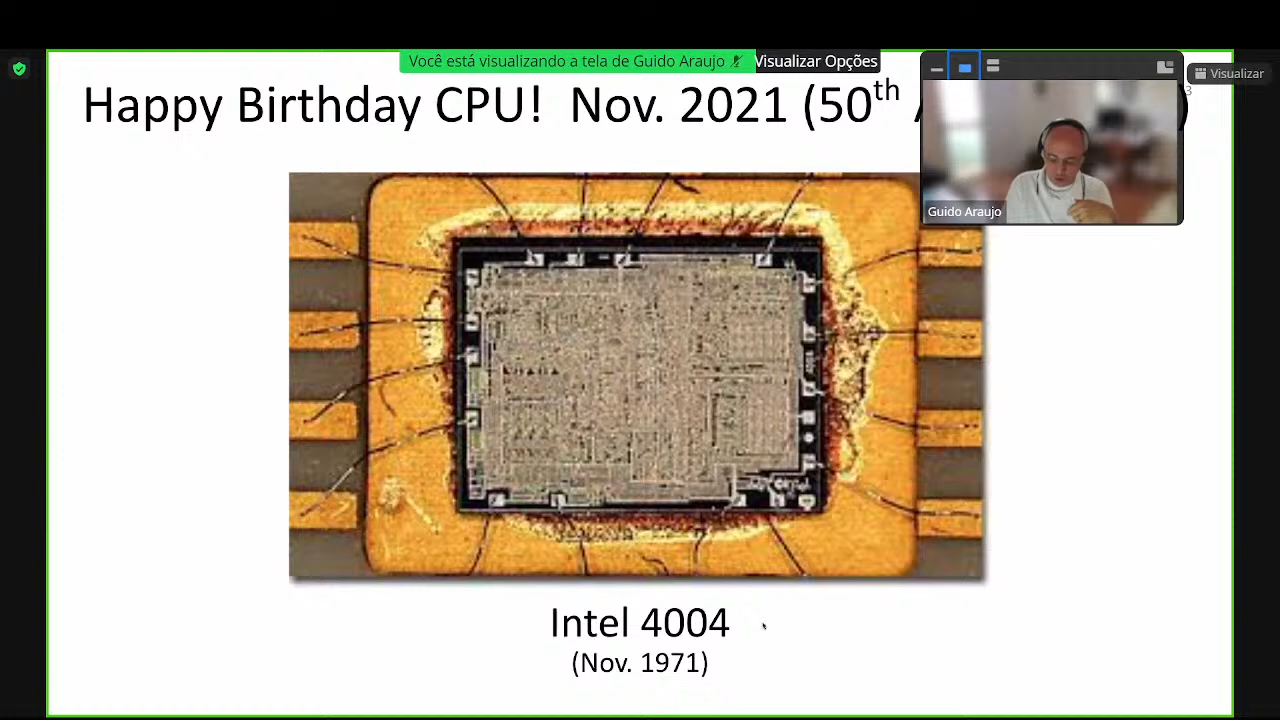 Você está visualizando a tela de Guido Araujo
Visualizar Opções
Visualizar
Happy Birthday CPU! Nov. 2021 (50th
Guido Araujo
Intel 4004
(Nov. 1971)